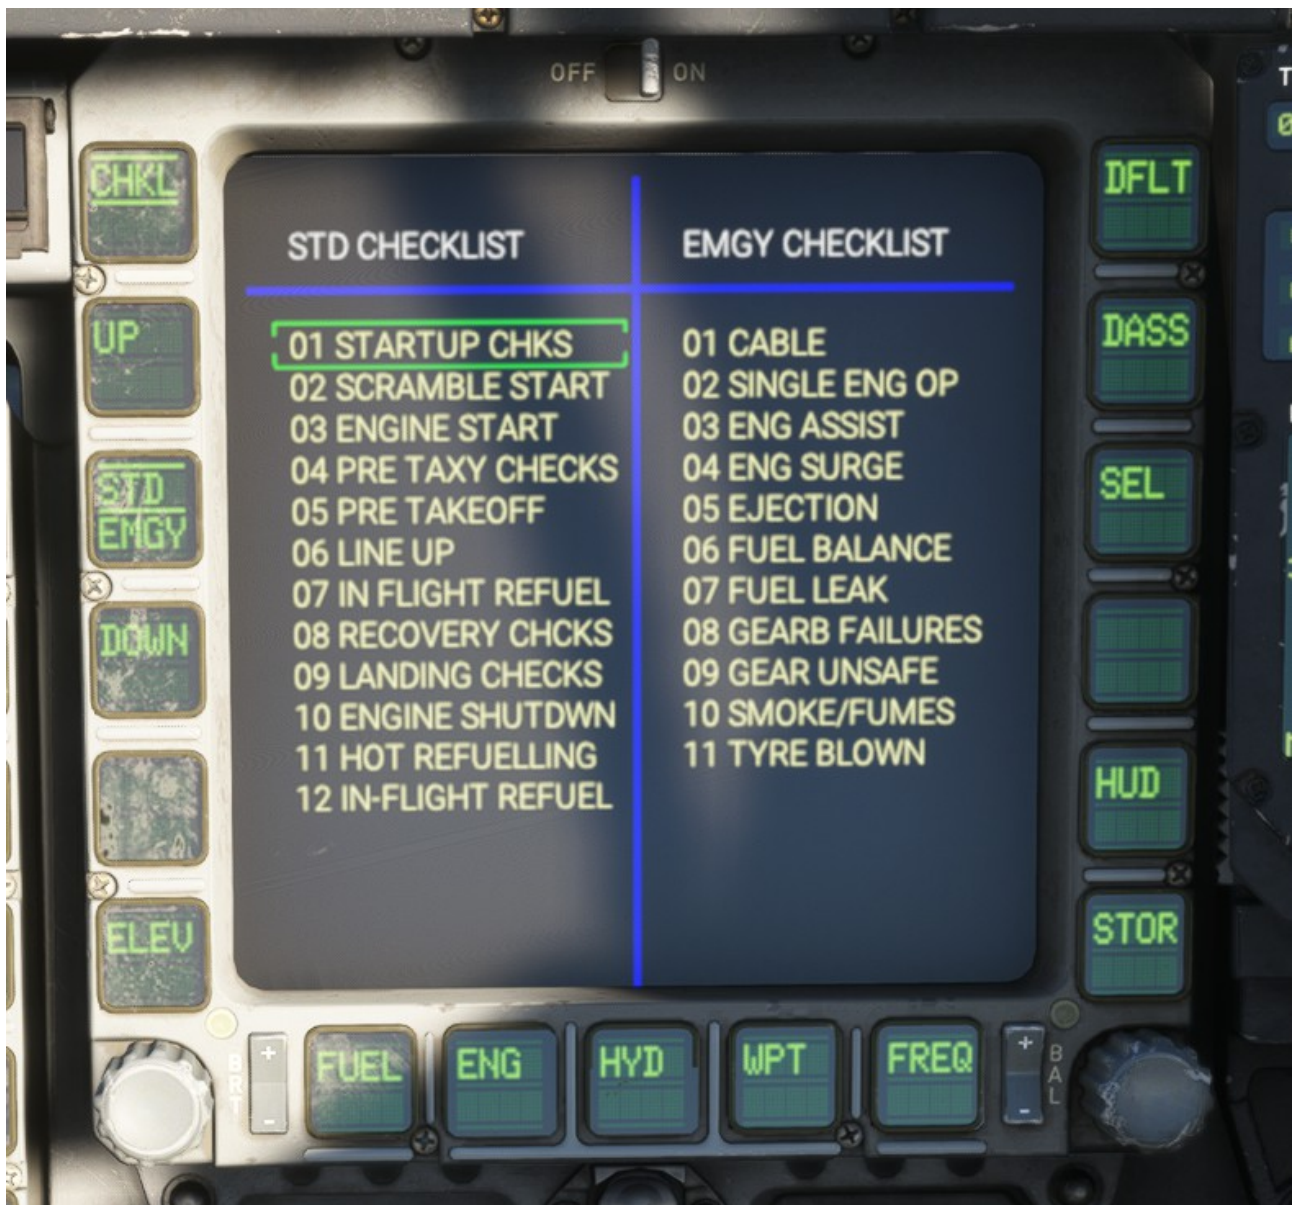 OFF ON
CHKL
UP
STD
EMGY
DOWN
ELEV
STD CHECKLIST
01 STARTUP CHKS
02 SCRAMBLE START
03 ENGINE START
04 PRE TAXY CHECKS
05 PRE TAKEOFF
06 LINE UP
07 IN FLIGHT REFUEL
08 RECOVERY CHCKS
09 LANDING CHECKS
10 ENGINE SHUTDWN
11 HOT REFUELLING
12 IN-FLIGHT REFUEL
EMGY CHECKLIST
01 CABLE
02 SINGLE ENG OP
03 ENG ASSIST
04 ENG SURGE
05 EJECTION
06 FUEL BALANCE
07 FUEL LEAK
08 GEARB FAILURES
09 GEAR UNSAFE
10 SMOKE/FUMES
11 TYRE BLOWN
DFLT
DASS
SEL
HUD
STOR
BRT
+
-
FUEL
ENG
HYD
WPT
FREQ
+
-
BAL